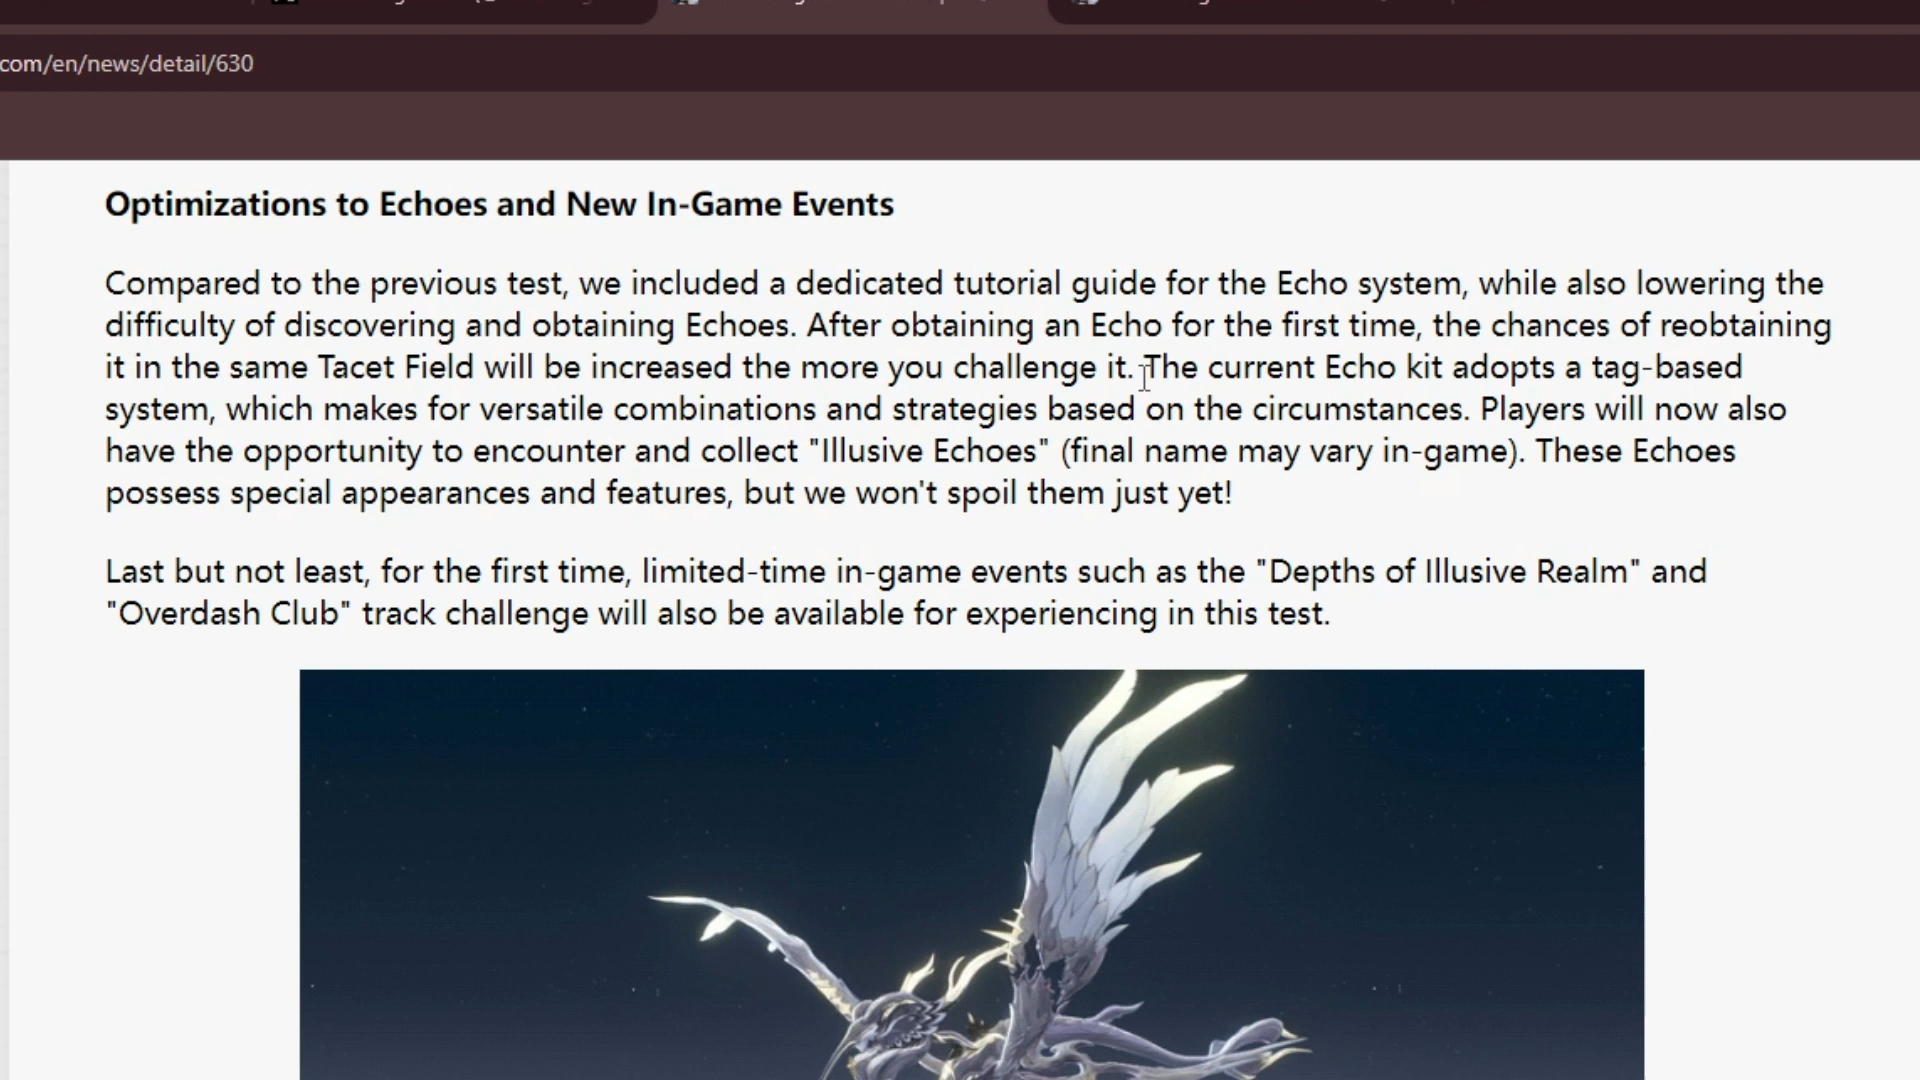 com/en/news/detail/630
Optimizations to Echoes and New In-Game Events
Compared to the previous test, we included a dedicated tutorial guide for the Echo system, while also lowering the
difficulty of discovering and obtaining Echoes. After obtaining an Echo for the first time, the chances of reobtaining
it in the same Tacet Field will be increased the more you challenge it. The current Echo kit adopts a tag-based
system, which makes for versatile combinations and strategies based on the circumstances. Players will now also
have the opportunity to encounter and collect "Illusive Echoes" (final name may vary in-game). These Echoes
possess special appearances and features, but we won't spoil them just yet!
Last but not least, for the first time, limited-time in-game events such as the "Depths of Illusive Realm" and
"Overdash Club" track challenge will also be available for experiencing in this test.